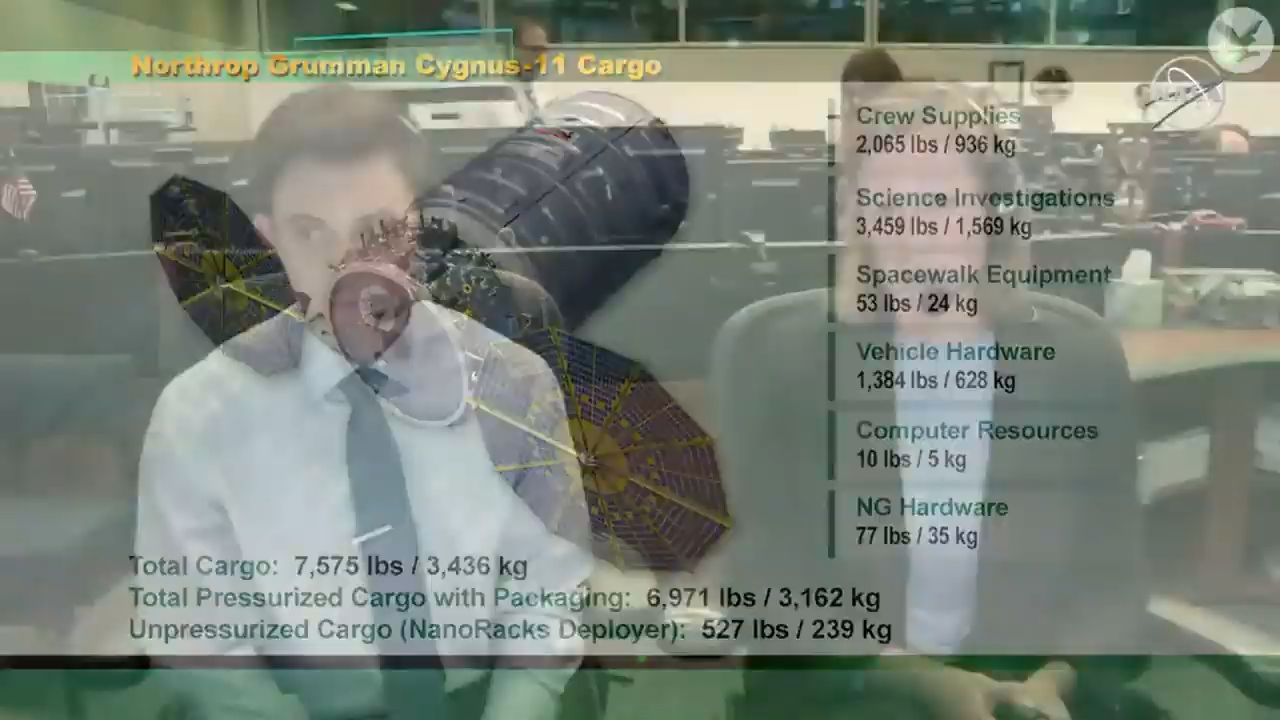 Northrop Grumman Cygnus-11 Cargo
Crew Supplies
2,065 lbs / 936 kg
Science Investigations
3,459 lbs / 1,569 kg
Spacewalk Equipment
53 lbs / 24 kg
Vehicle Hardware
1,384 lbs / 628 kg
Computer Resources
10 lbs / 5 kg
NG Hardware
77 lbs / 35 kg
Total Cargo: 7,575 lbs / 3,436 kg
Total Pressurized Cargo with Packaging: 6,971 lbs / 3,162 kg
Unpressurized Cargo (NanoRacks Deployer): 527 lbs / 239 kg